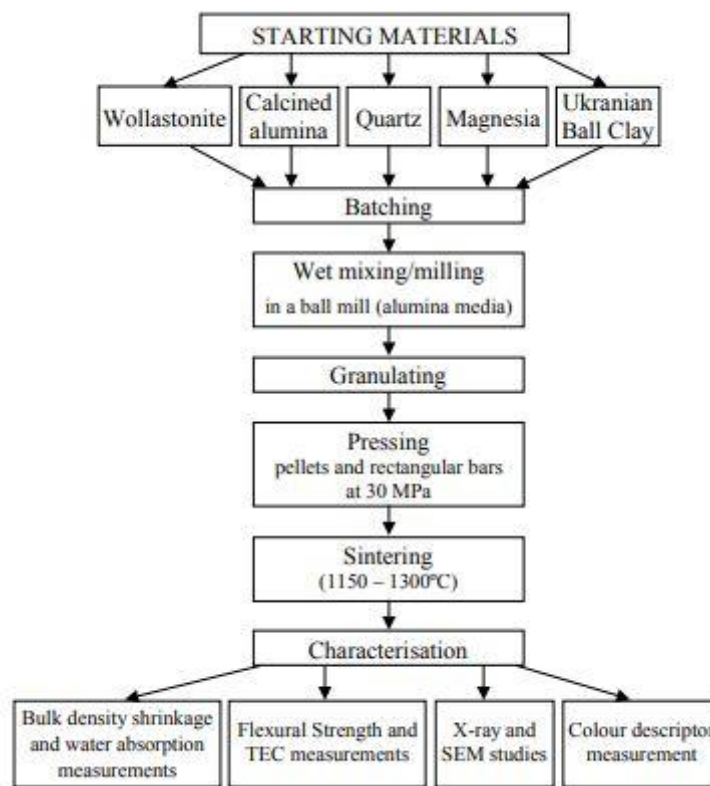 STARTING MATERIALS
Wollastonite
Calcined
alumina
Quartz
Magnesia
Ukranian
Ball Clay
Batching
Wet mixing/milling
in a ball mill (alumina media)
Granulating
Pressing
pellets and rectangular bars
at 30 MPa
Sintering
(1150 – 1300ºC)
Characterisation
Bulk density shrinkage
and water absorption
measurements
Flexural Strength and
TEC measurements
X-ray and
SEM studies
Colour descriptor
measurement